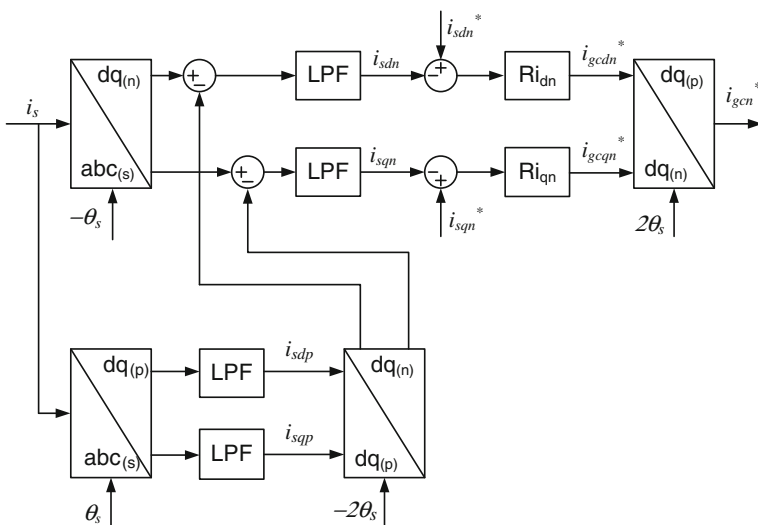 i_sdn*
dq(n)
LPF
i_sdn
Ri_dn
i_gcdn*
dq(p)
i_s
i_gcn*
abc(s)
LPF
i_sqn
Ri_qn
i_gcqn*
dq(n)
−θ_s
i_sqn*
2θ_s
dq(p)
LPF
i_sdp
dq(n)
abc(s)
LPF
i_sqp
dq(p)
θ_s
−2θ_s